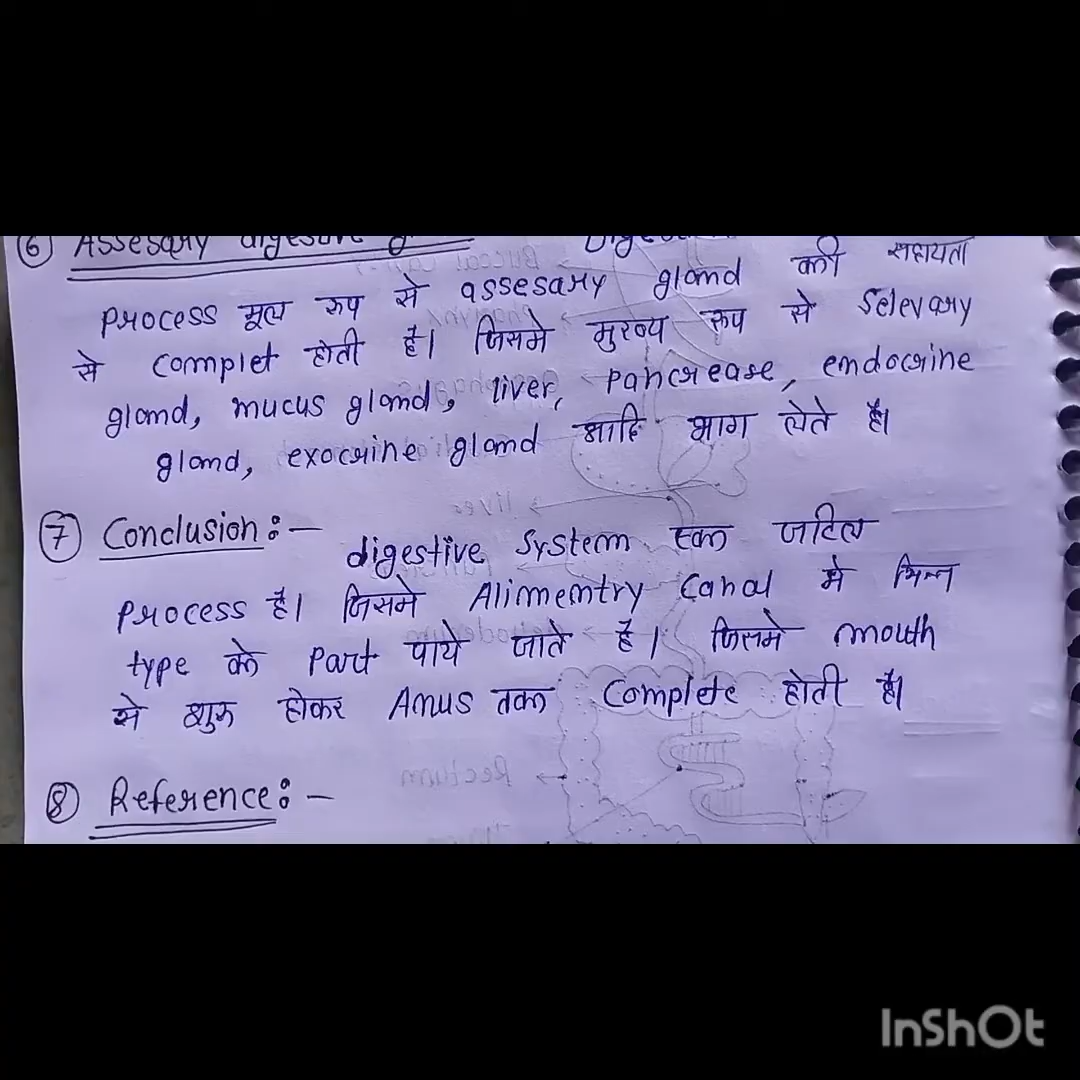 ⑥ Assesary digestive
process मूल रूप से assesary gland की सहायता
से complet होती है। जिसमे मुख्य रूप से Selevary
gland, mucus gland, liver, pancrease, endocrine
gland, exocrine gland आदि भाग लेते है।
⑦ Conclusion:- digestive System एक जटिल
process है। जिसमे Alimentry Canal मे भिन्न
type के Part पाये जाते है। जिसमे mouth
से शुरू होकर Anus तक Complete होती है।
⑧ Reference:-
InShOt